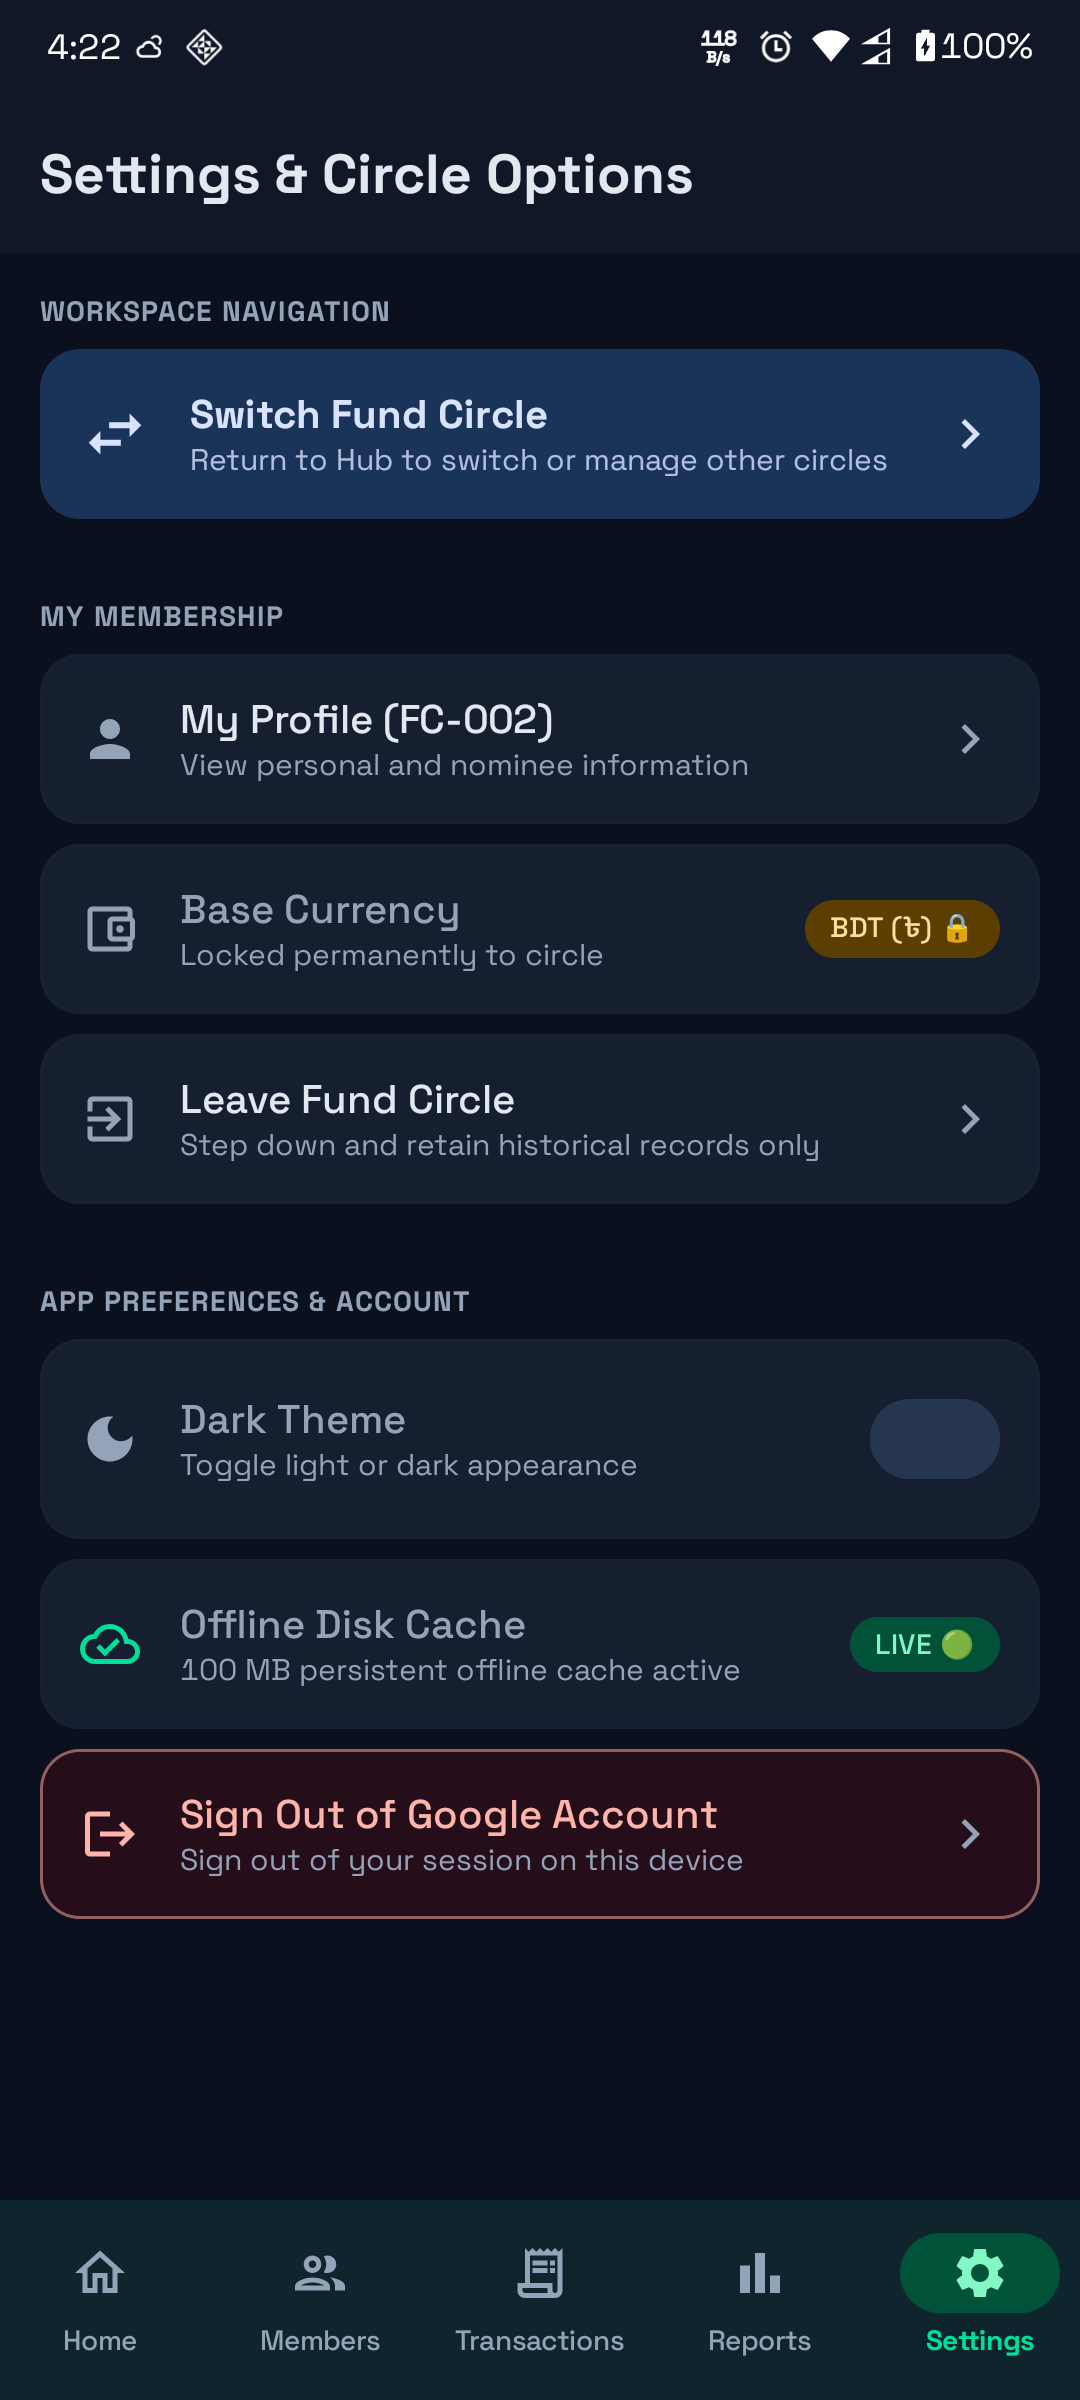 4:22
118
B/s
100%
Settings & Circle Options
WORKSPACE NAVIGATION
Switch Fund Circle
Return to Hub to switch or manage other circles
MY MEMBERSHIP
My Profile (FC-002)
View personal and nominee information
Base Currency
Locked permanently to circle
BDT (৳) 🔒
Leave Fund Circle
Step down and retain historical records only
APP PREFERENCES & ACCOUNT
Dark Theme
Toggle light or dark appearance
Offline Disk Cache
100 MB persistent offline cache active
LIVE 🟢
Sign Out of Google Account
Sign out of your session on this device
Home
Members
Transactions
Reports
Settings